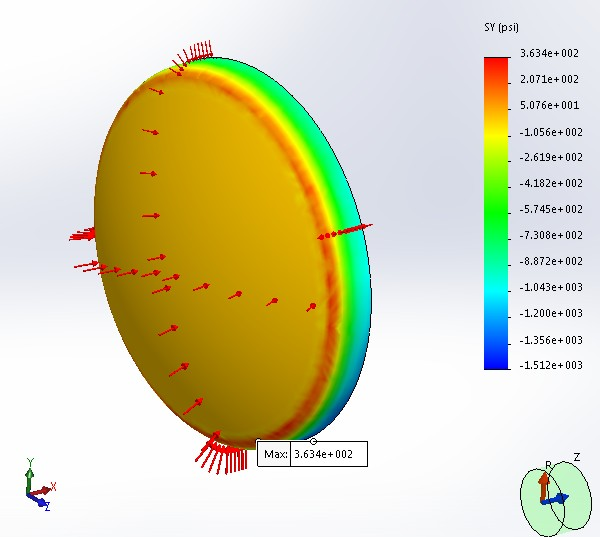 SY (psi)
3.634e+002
2.071e+002
5.076e+001
-1.056e+002
-2.619e+002
-4.182e+002
-5.745e+002
-7.308e+002
-8.872e+002
-1.043e+003
-1.200e+003
-1.356e+003
-1.512e+003
Max: 3.634e+002
Y
X
Z
R
Z